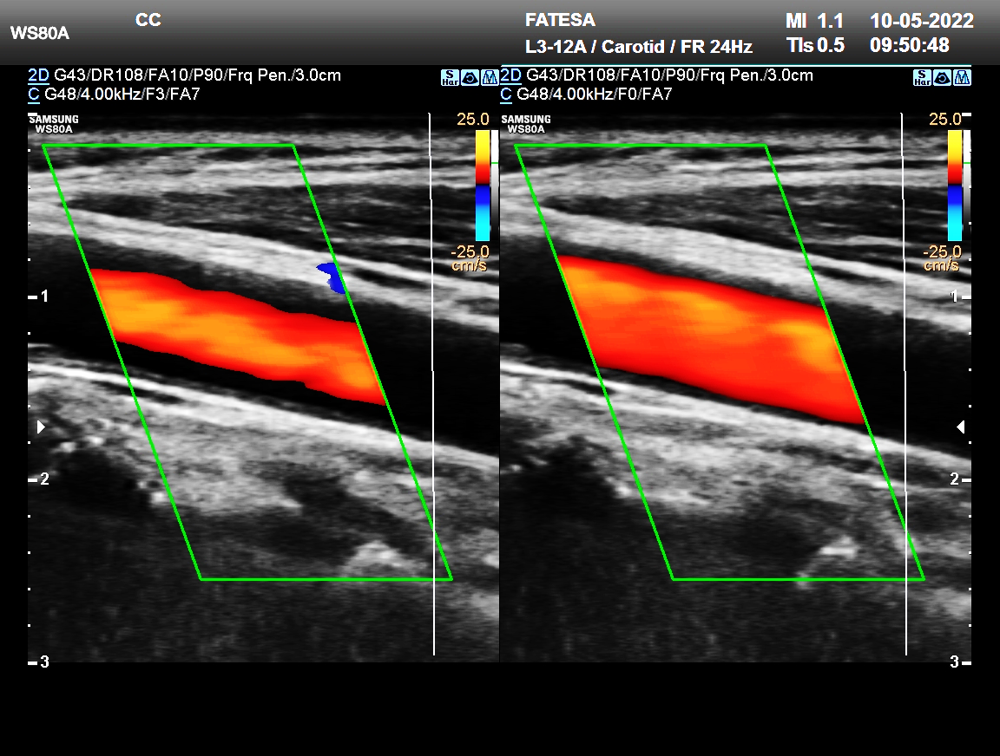 WS80A
CC
FATESA
MI 1.1
10-05-2022
L3-12A / Carotid / FR 24Hz
TIs 0.5
09:50:48
2D G43/DR108/FA10/P90/Frq Pen./3.0cm
C G48/4.00kHz/F3/FA7
S Har
M
SAMSUNG
WS80A
25.0
-25.0
cm/s
1
2
3
2D G43/DR108/FA10/P90/Frq Pen./3.0cm
C G48/4.00kHz/F0/FA7
S Har
M
SAMSUNG
WS80A
25.0
-25.0
cm/s
1
2
3